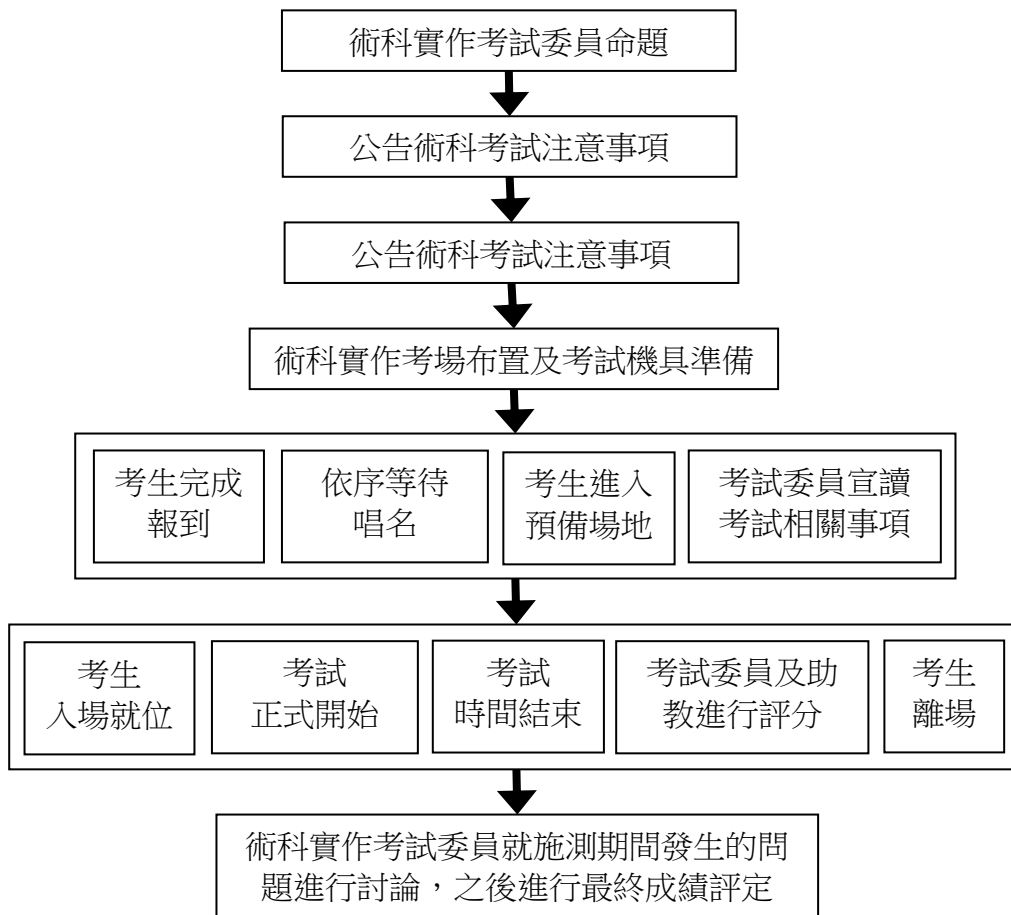 術科實作考試委員命題
公告術科考試注意事項
公告術科考試注意事項
術科實作考場布置及考試機具準備
考生完成
報到
依序等待
唱名
考生進入
預備場地
考試委員宣讀
考試相關事項
考生
入場就位
考試
正式開始
考試
時間結束
考試委員及助
教進行評分
考生
離場
術科實作考試委員就施測期間發生的問
題進行討論，之後進行最終成績評定